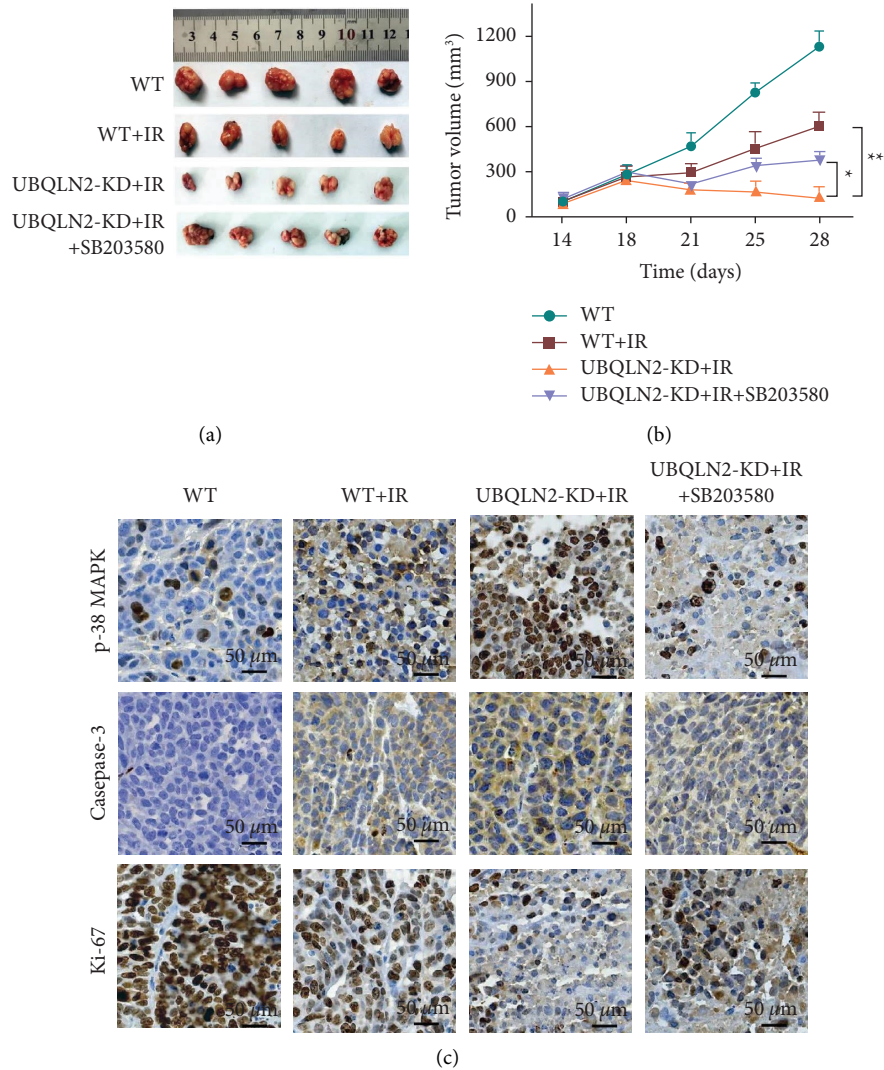 mm
3 4 5 6 7 8 9 10 11 12 1
WT
WT+IR
UBQLN2-KD+IR
UBQLN2-KD+IR
+SB203580
1200
900
600
300
0
Tumor volume (mm³)
14 18 21 25 28
Time (days)
*
**
WT
WT+IR
UBQLN2-KD+IR
UBQLN2-KD+IR+SB203580
(a)
(b)
WT
WT+IR
UBQLN2-KD+IR
UBQLN2-KD+IR
+SB203580
p-38 MAPK
50 µm
50 µm
50 µm
50 µm
Casepase-3
50 µm
50 µm
50 µm
50 µm
Ki-67
50 µm
50 µm
50 µm
50 µm
(c)